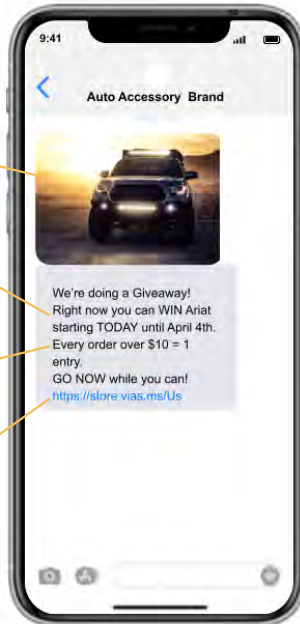 9:41
Auto Accessory Brand
We're doing a Giveaway!
Right now you can WIN Ariat
starting TODAY until April 4th.
Every order over $10 = 1
entry.
GO NOW while you can!
https://store.vias.ms/Us